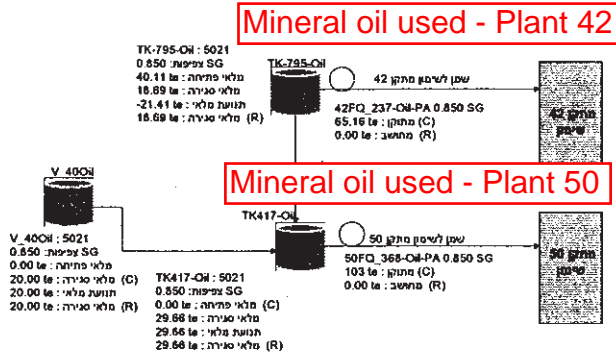 Mineral oil used - Plant 42
TK-795-Oil : 5021
0.850 :צפיפות SG
40.11 te : מלאי פתיחה
18.69 te : מלאי סגירה
-21.41 te : תנועת מלאי
18.69 te : מלאי סגירה (R)
TK-795-Oil
שמן לשימון מתקן 42
42FQ_237-Oil-PA 0.850 SG
65.16 te : מתוקן (C)
0.00 te : מחושב (R)
מתקן 42
שימון
Mineral oil used - Plant 50
V_40Oil
V_40Oil : 5021
0.850 :צפיפות SG
0.00 te : מלאי פתיחה
20.00 te : מלאי סגירה (C)
20.00 te : תנועת מלאי
20.00 te : מלאי סגירה (R)
TK417-Oil
TK417-Oil : 5021
0.850 :צפיפות SG
0.00 te : מלאי פתיחה (C)
29.66 te : מלאי סגירה
29.66 te : תנועת מלאי
29.66 te : מלאי סגירה (R)
שמן לשימון מתקן 50
50FQ_368-Oil-PA 0.850 SG
103 te : מתוקן (C)
0.00 te : מחושב (R)
מתקן 50
שימון